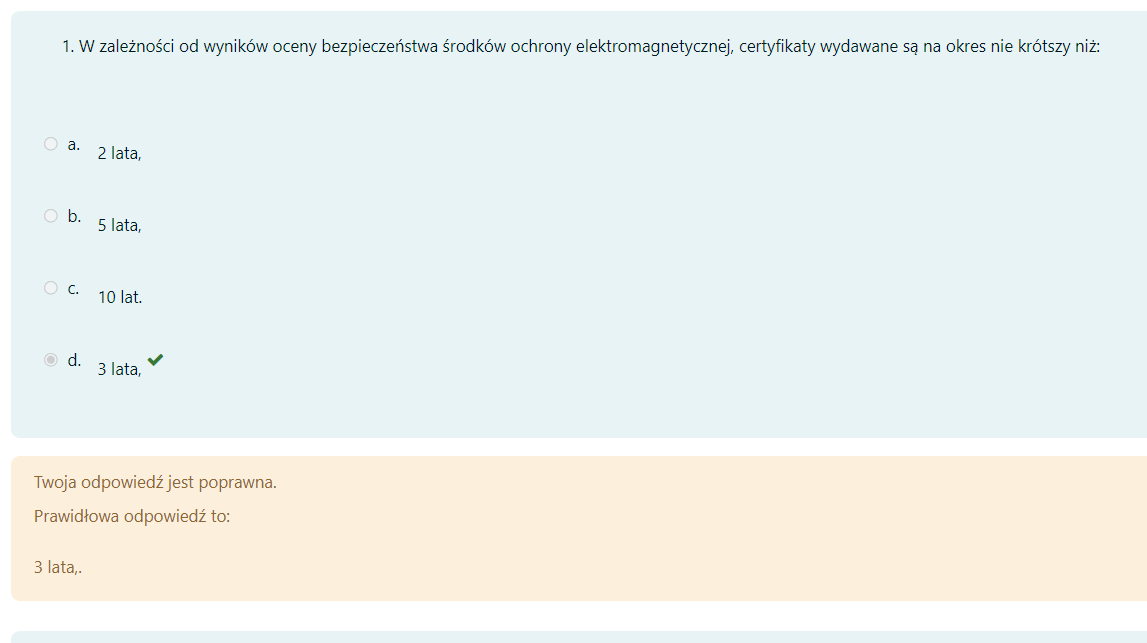 1. W zależności od wyników oceny bezpieczeństwa środków ochrony elektromagnetycznej, certyfikaty wydawane są na okres nie krótszy niż:
a. 2 lata,
b. 5 lata,
c. 10 lat.
d. 3 lata,
Twoja odpowiedź jest poprawna.
Prawidłowa odpowiedź to:
3 lata,.